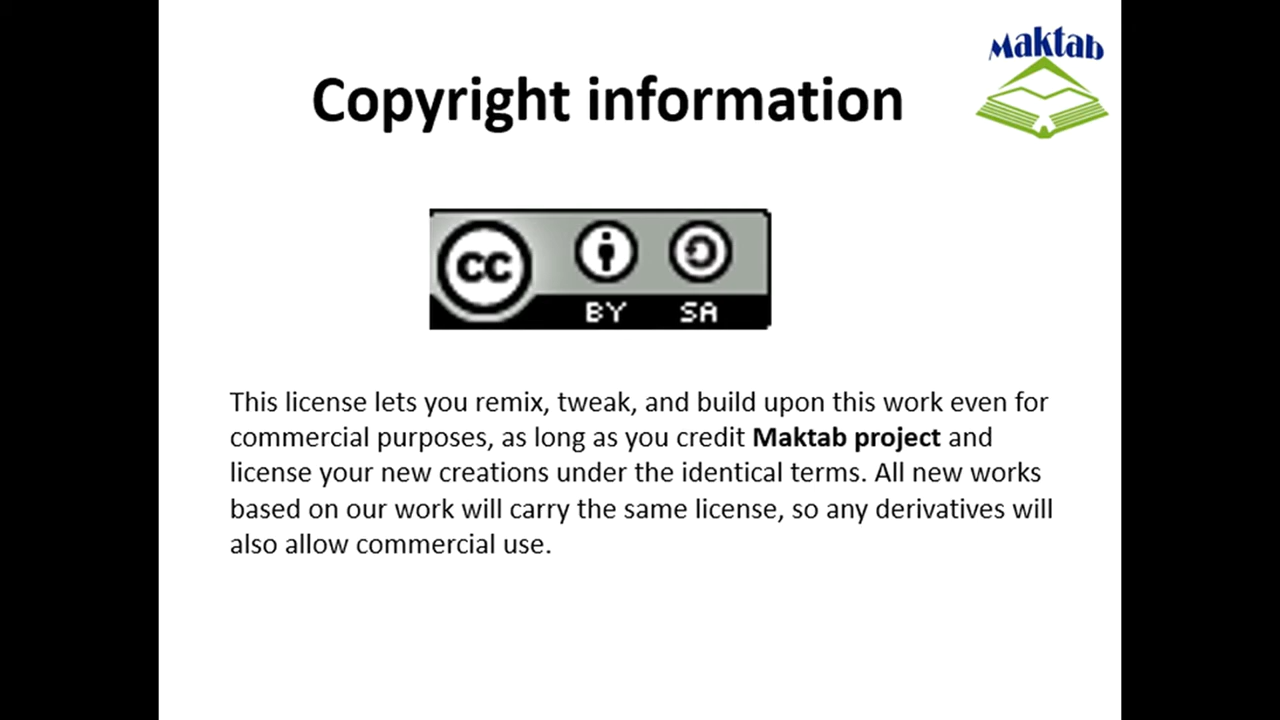 Maktab
Copyright information
CC
BY SA
This license lets you remix, tweak, and build upon this work even for
commercial purposes, as long as you credit Maktab project and
license your new creations under the identical terms. All new works
based on our work will carry the same license, so any derivatives will
also allow commercial use.